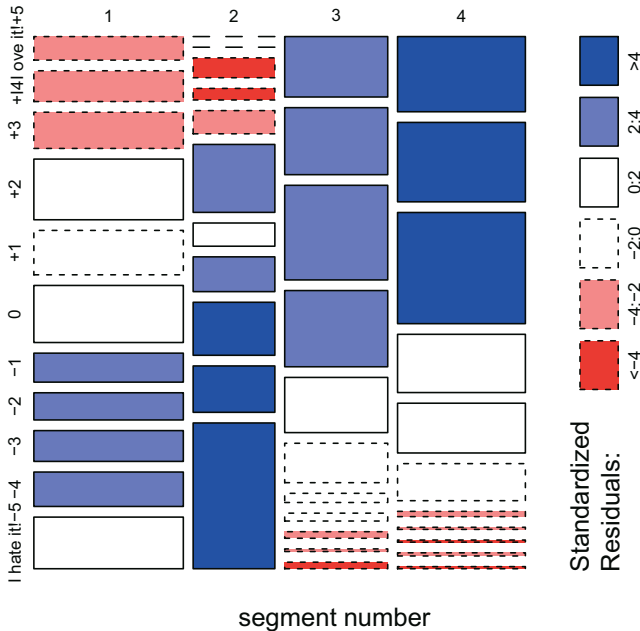 1 2 3 4
I hate it!−5 −4 −3 −2 −1 0 +1 +2 +3 +4 I love it!+5
segment number
Standardized
Residuals:
<−4 −4:−2 −2:0 0:2 2:4 >4